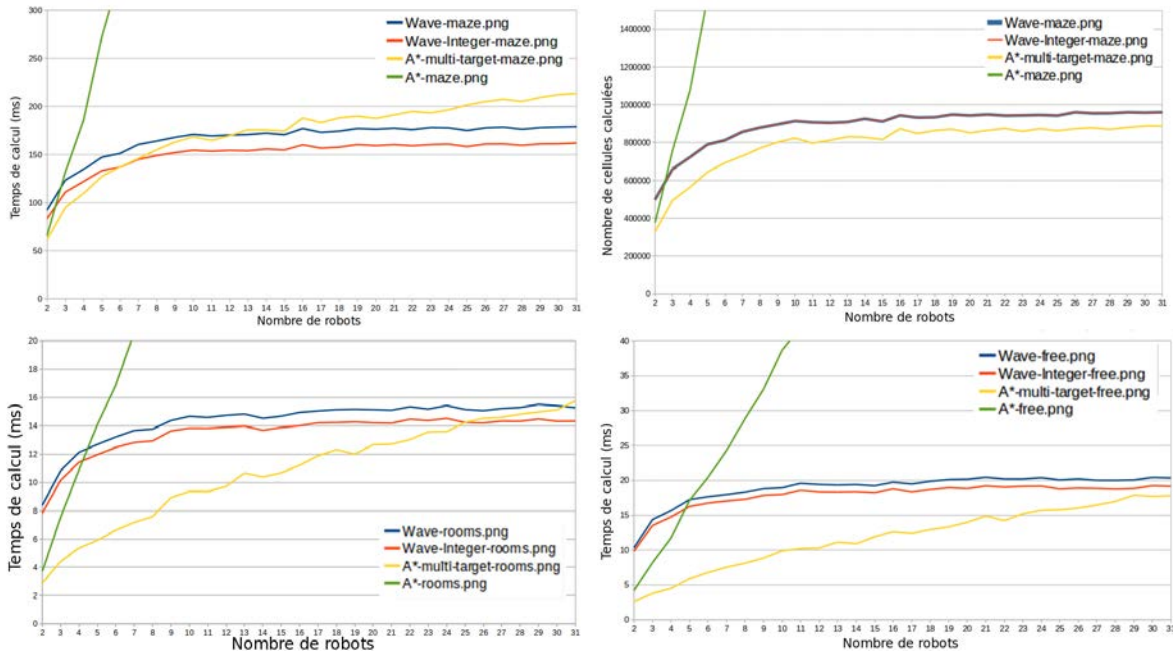 300
250
200
150
100
50
0
Temps de calcul (ms)
Wave-maze.png
Wave-Integer-maze.png
A*-multi-target-maze.png
A*-maze.png
2 3 4 5 6 7 8 9 10 11 12 13 14 15 16 17 18 19 20 21 22 23 24 25 26 27 28 29 30 31
Nombre de robots
1400000
1200000
1000000
800000
600000
400000
200000
0
Nombre de cellules calculées
Wave-maze.png
Wave-Integer-maze.png
A*-multi-target-maze.png
A*-maze.png
2 3 4 5 6 7 8 9 10 11 12 13 14 15 16 17 18 19 20 21 22 23 24 25 26 27 28 29 30 31
Nombre de robots
20
18
16
14
12
10
8
6
4
2
0
Temps de calcul (ms)
Wave-rooms.png
Wave-Integer-rooms.png
A*-multi-target-rooms.png
A*-rooms.png
2 3 4 5 6 7 8 9 10 11 12 13 14 15 16 17 18 19 20 21 22 23 24 25 26 27 28 29 30 31
Nombre de robots
40
35
30
25
20
15
10
5
0
Temps de calcul (ms)
Wave-free.png
Wave-Integer-free.png
A*-multi-target-free.png
A*-free.png
2 3 4 5 6 7 8 9 10 11 12 13 14 15 16 17 18 19 20 21 22 23 24 25 26 27 28 29 30 31
Nombre de robots